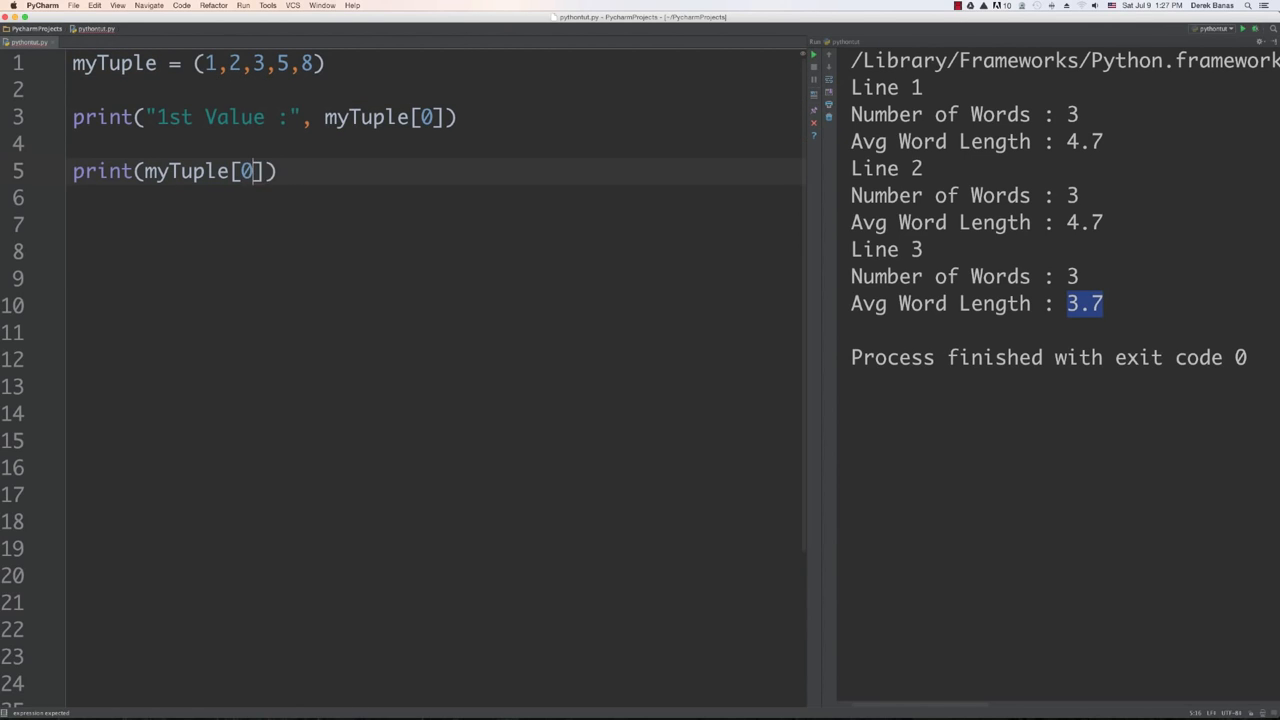 PyCharm File Edit View Navigate Code Refactor Run Tools VCS Window Help
10 Sat Jul 9 1:27 PM Derek Banas
pythontut.py - PycharmProjects - [~/PycharmProjects]
PycharmProjects pythontut.py
pythontut
pythontut.py
Run pythontut
1 myTuple = (1,2,3,5,8)
2
3 print("1st Value :", myTuple[0])
4
5 print(myTuple[0])
6
7
8
9
10
11
12
13
14
15
16
17
18
19
20
21
22
23
24
25
/Library/Frameworks/Python.framework
Line 1
Number of Words : 3
Avg Word Length : 4.7
Line 2
Number of Words : 3
Avg Word Length : 4.7
Line 3
Number of Words : 3
Avg Word Length : 3.7
Process finished with exit code 0
expression expected
5:16 LF÷ UTF-8÷